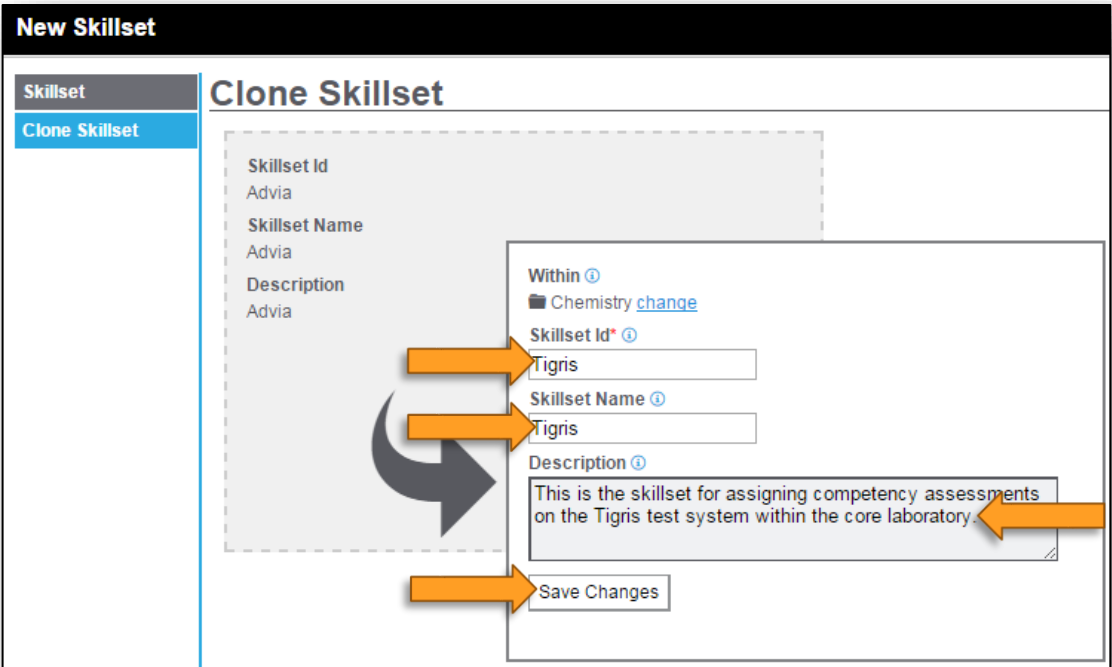 New Skillset
Skillset
Clone Skillset
Clone Skillset
Skillset Id
Advia
Skillset Name
Advia
Description
Advia
Within
Chemistry change
Skillset Id*
Tigris
Skillset Name
Tigris
Description
This is the skillset for assigning competency assessments
on the Tigris test system within the core laboratory.
Save Changes